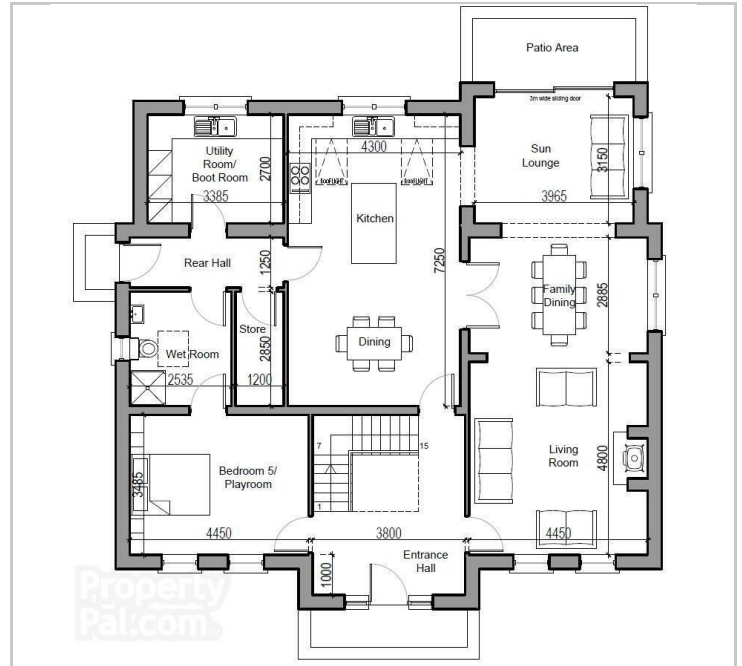 Patio Area
3m wide sliding door
Utility
Room/
Boot Room
2700
3385
4300
ROOFLIGHT
ROOFLIGHT
Kitchen
7250
Sun
Lounge
3150
3965
Rear Hall
1250
Family
Dining
2885
Store
2850
Wet Room
2535
1200
Dining
Living
Room
4800
7
15
1
Bedroom 5/
Playroom
3485
4450
3800
4450
Entrance
Hall
1000
Property
Pal.com